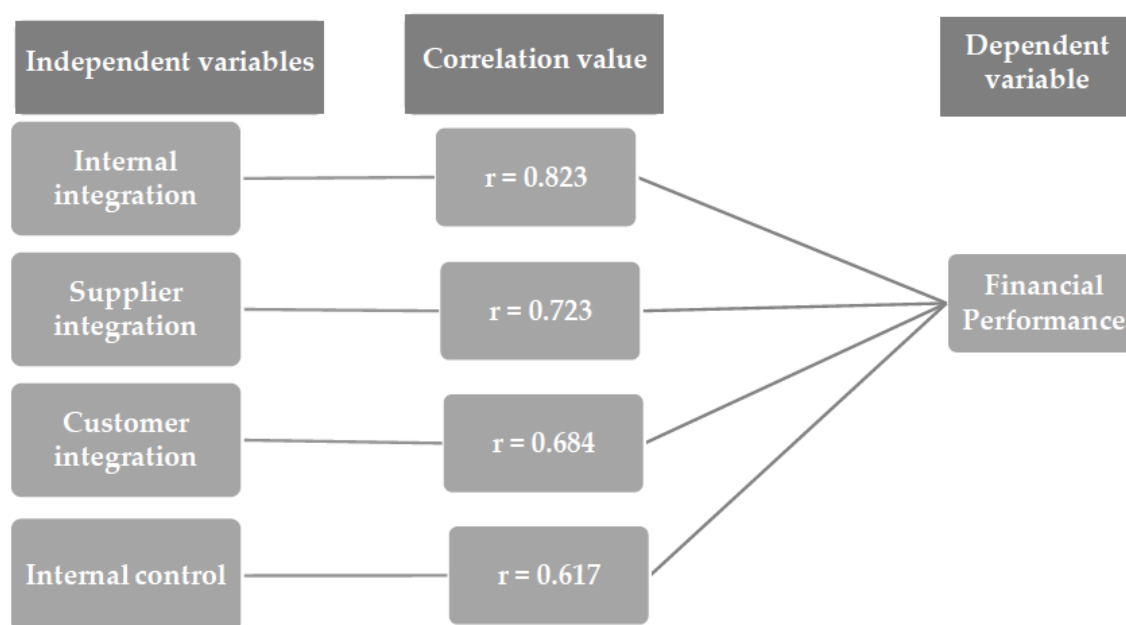 Independent variables
Correlation value
Dependent
variable
Internal
integration
r = 0.823
Supplier
integration
r = 0.723
Financial
Performance
Customer
integration
r = 0.684
Internal control
r = 0.617